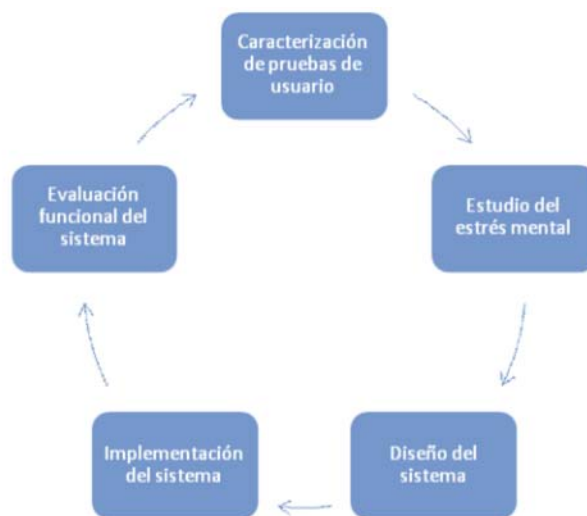 Caracterización
de pruebas de
usuario
Estudio del
estrés mental
Diseño del
sistema
Implementación
del sistema
Evaluación
funcional del
sistema